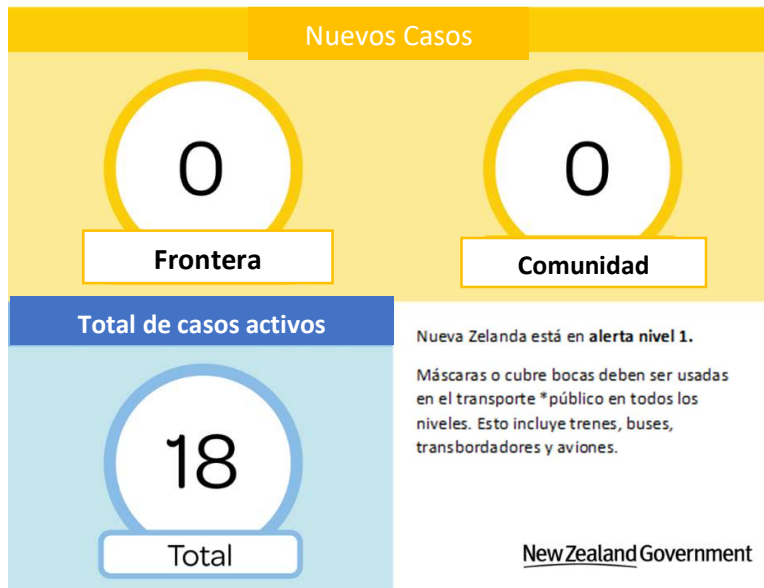 Nuevos Casos
0
0
Frontera
Comunidad
Total de casos activos
18
Total
Nueva Zelanda está en alerta nivel 1.
Máscaras o cubre bocas deben ser usadas
en el transporte *público en todos los
niveles. Esto incluye trenes, buses,
transbordadores y aviones.
New Zealand Government